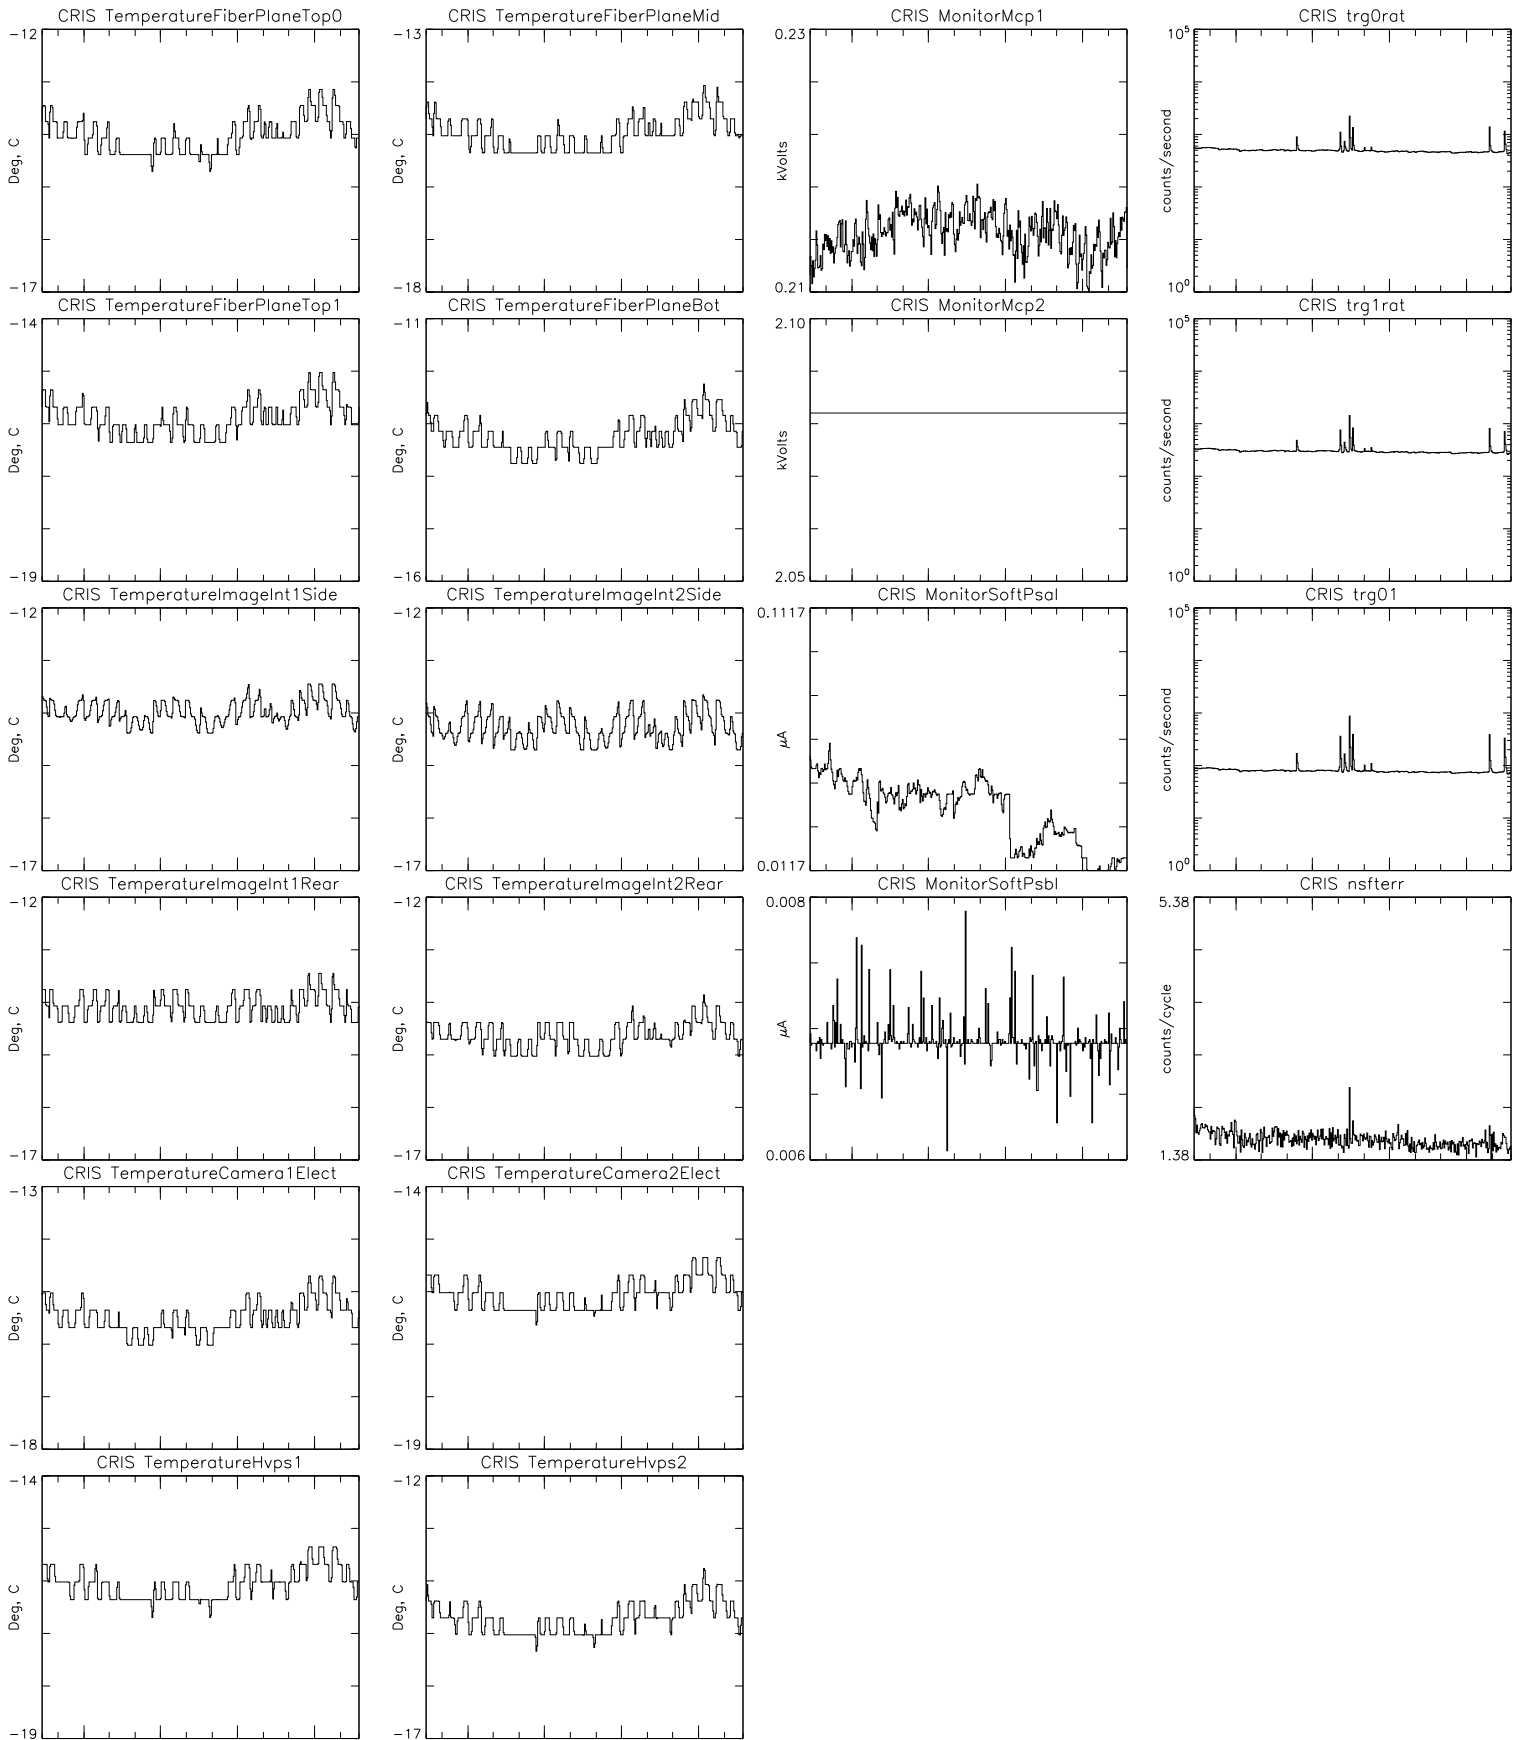 CRIS TemperatureFiberPlaneTop0
-12
Deg, C
-17
CRIS TemperatureFiberPlaneMid
-13
Deg, C
-18
CRIS MonitorMcp1
0.23
kVolts
0.21
CRIS trg0rat
10^5
counts/second
10^0
CRIS TemperatureFiberPlaneTop1
-14
Deg, C
-19
CRIS TemperatureFiberPlaneBot
-11
Deg, C
-16
CRIS MonitorMcp2
2.10
kVolts
2.05
CRIS trg1rat
10^5
counts/second
10^0
CRIS TemperatureImageInt1Side
-12
Deg, C
-17
CRIS TemperatureImageInt2Side
-12
Deg, C
-17
CRIS MonitorSoftPsaI
0.1117
μA
0.0117
CRIS trg01
10^5
counts/second
10^0
CRIS TemperatureImageInt1Rear
-12
Deg, C
-17
CRIS TemperatureImageInt2Rear
-12
Deg, C
-17
CRIS MonitorSoftPsbI
0.008
μA
0.006
CRIS nsfterr
5.38
counts/cycle
1.38
CRIS TemperatureCamera1Elect
-13
Deg, C
-18
CRIS TemperatureCamera2Elect
-14
Deg, C
-19
CRIS TemperatureHvps1
-14
Deg, C
-19
CRIS TemperatureHvps2
-12
Deg, C
-17